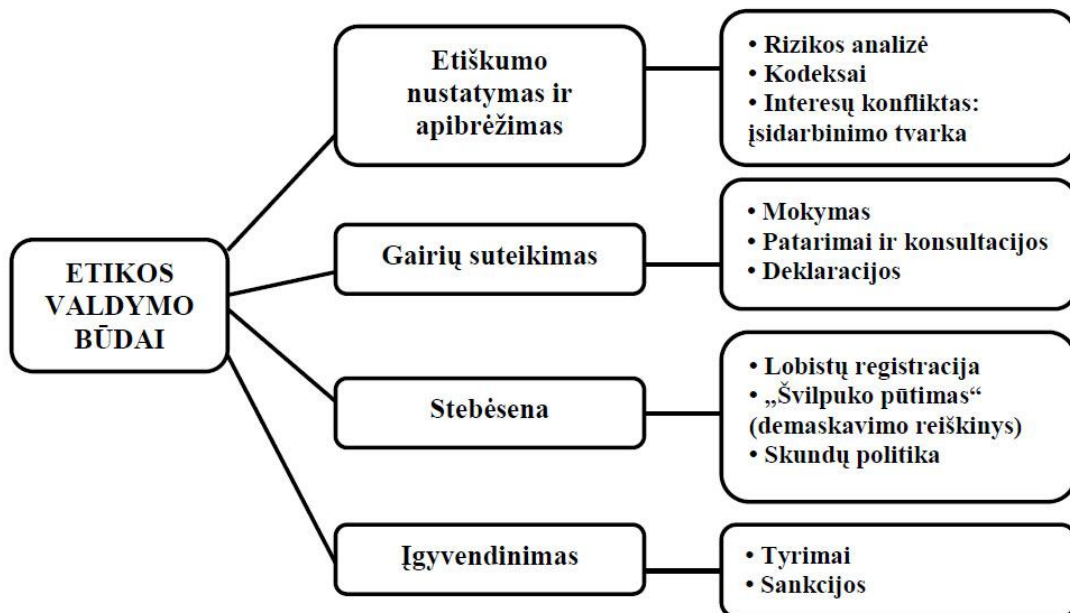 ETIKOS
VALDYMO
BŪDAI
Etiškumo
nustatymas ir
apibrėžimas
• Rizikos analizė
• Kodeksai
• Interesų konfliktas:
įsidarbinimo tvarka
Gairių suteikimas
• Mokymas
• Patarimai ir konsultacijos
• Deklaracijos
Stebėsena
• Lobistų registracija
• „Švilpuko pūtimas“
(demaskavimo reiškinys)
• Skundų politika
Įgyvendinimas
• Tyrimai
• Sankcijos